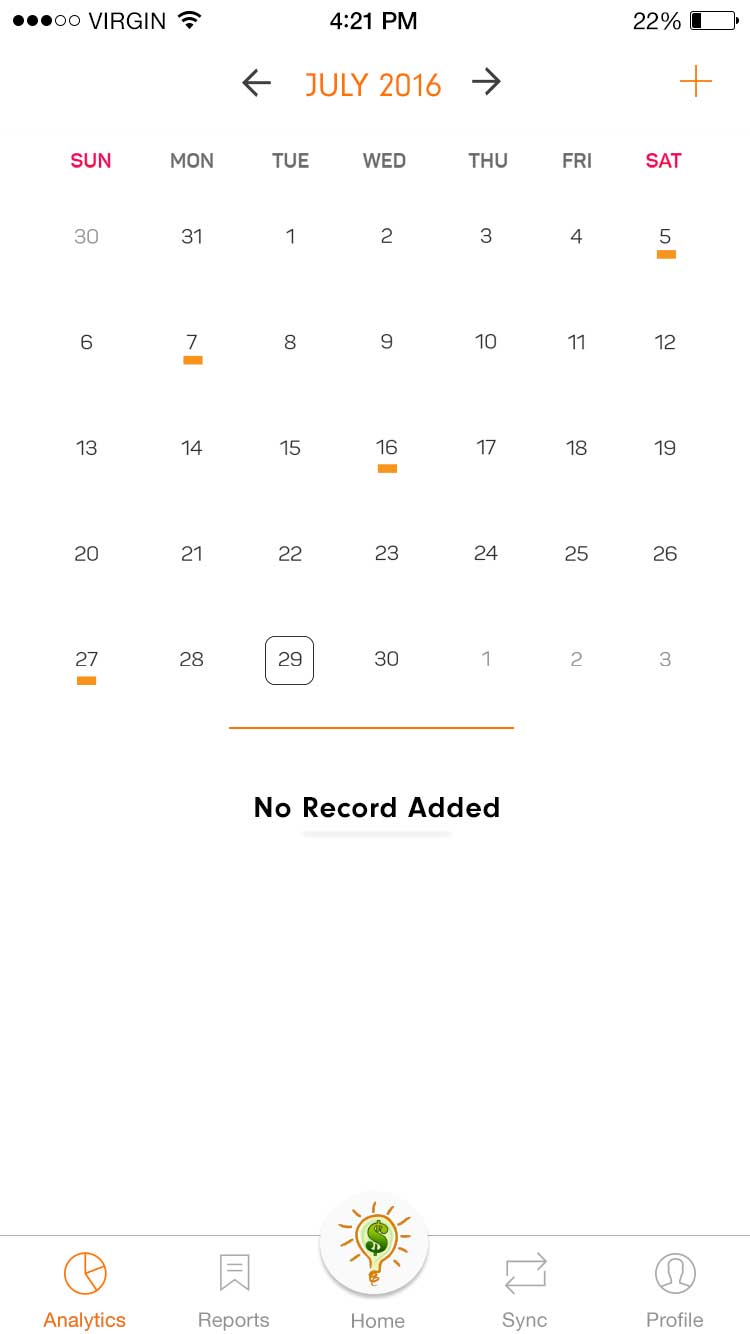 VIRGIN 4:21 PM 22%
JULY 2016
SUN MON TUE WED THU FRI SAT
30 31 1 2 3 4 5
6 7 8 9 10 11 12
13 14 15 16 17 18 19
20 21 22 23 24 25 26
27 28 29 30 1 2 3
No Record Added
$
Analytics Reports Home Sync Profile